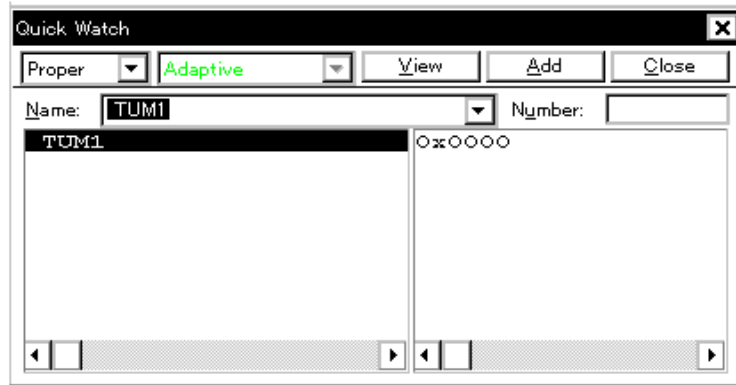 Quick Watch
Proper Adaptive View Add Close
Name: TUM1 Number:
TUM1 0x0000